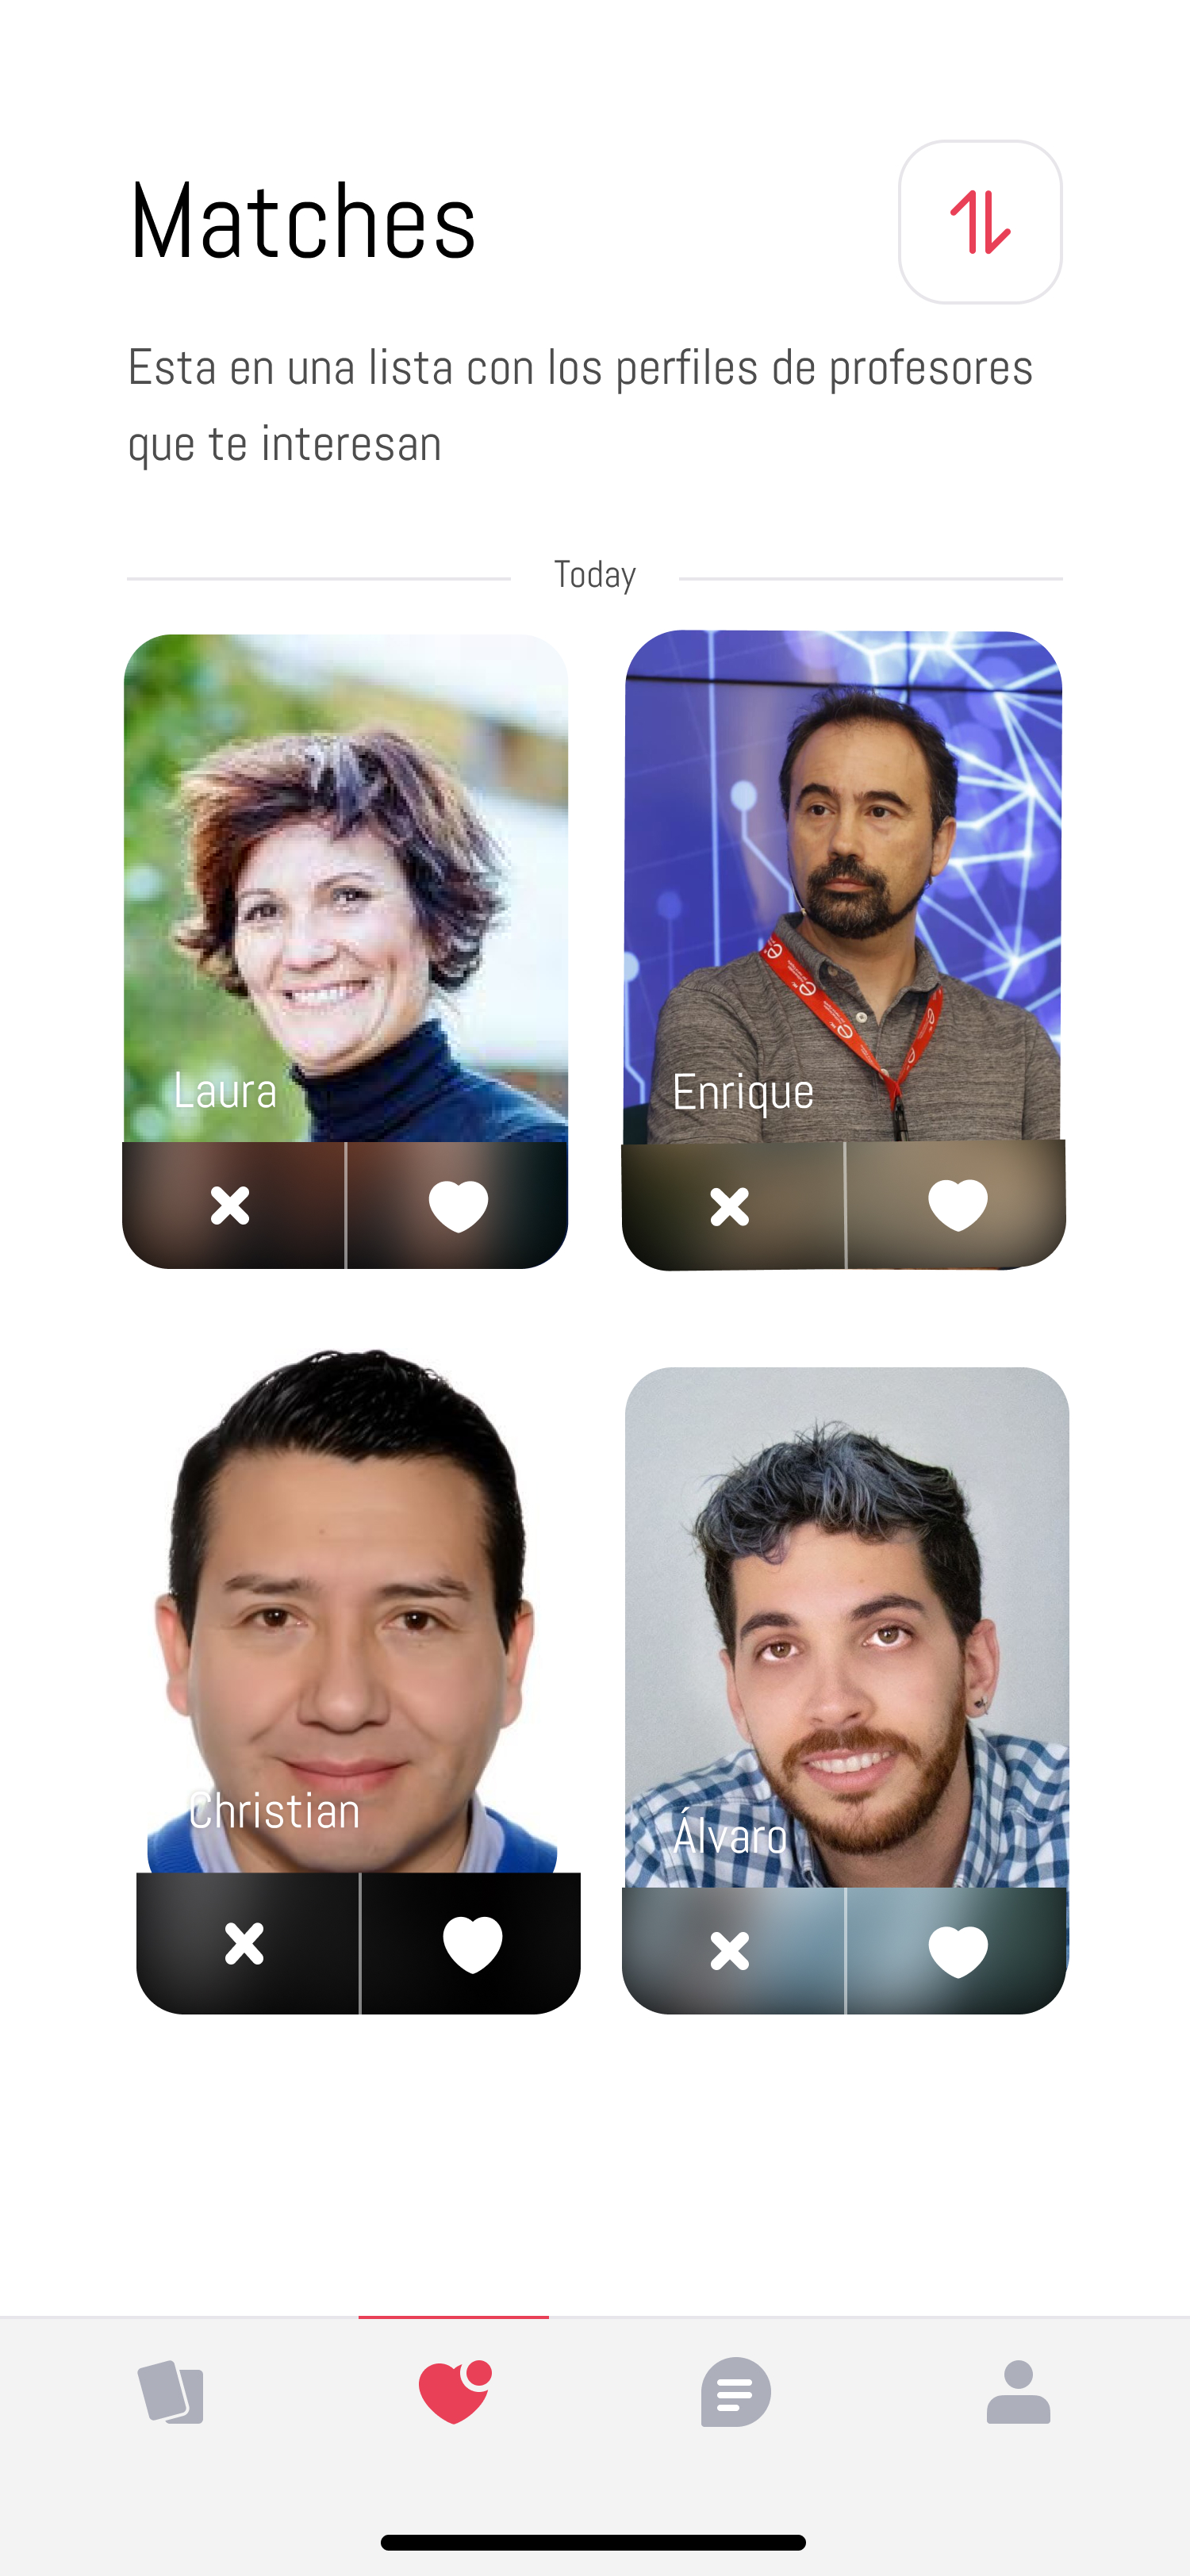 Matches
Esta en una lista con los perfiles de profesores
que te interesan
Today
Laura
Enrique
Christian
Álvaro